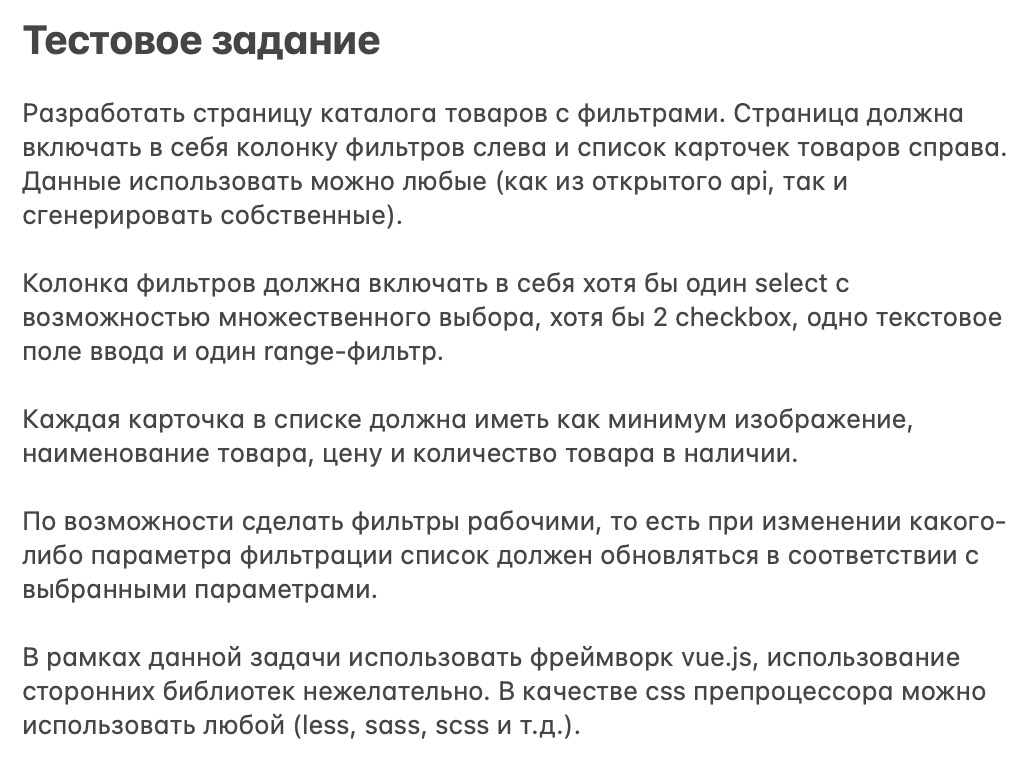 Тестовое задание
Разработать страницу каталога товаров с фильтрами. Страница должна
включать в себя колонку фильтров слева и список карточек товаров справа.
Данные использовать можно любые (как из открытого api, так и
сгенерировать собственные).
Колонка фильтров должна включать в себя хотя бы один select с
возможностью множественного выбора, хотя бы 2 checkbox, одно текстовое
поле ввода и один range-фильтр.
Каждая карточка в списке должна иметь как минимум изображение,
наименование товара, цену и количество товара в наличии.
По возможности сделать фильтры рабочими, то есть при изменении какого-
либо параметра фильтрации список должен обновляться в соответствии с
выбранными параметрами.
В рамках данной задачи использовать фреймворк vue.js, использование
сторонних библиотек нежелательно. В качестве css препроцессора можно
использовать любой (less, sass, scss и т.д.).